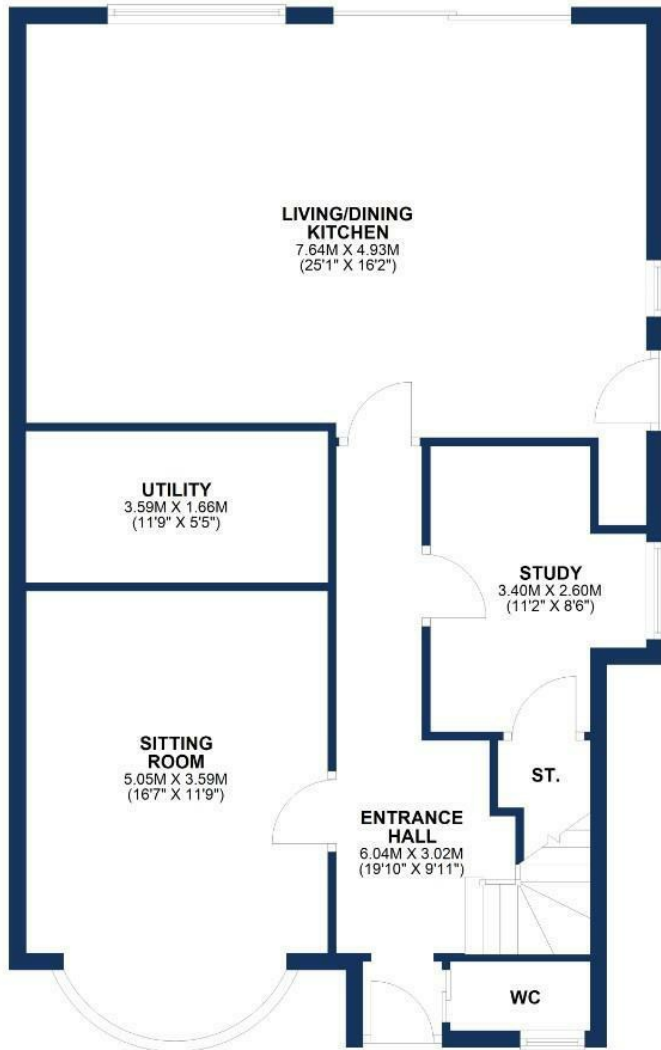 LIVING/DINING
KITCHEN
7.64M X 4.93M
(25'1" X 16'2")
UTILITY
3.59M X 1.66M
(11'9" X 5'5")
STUDY
3.40M X 2.60M
(11'2" X 8'6")
SITTING
ROOM
5.05M X 3.59M
(16'7" X 11'9")
ST.
ENTRANCE
HALL
6.04M X 3.02M
(19'10" X 9'11")
WC